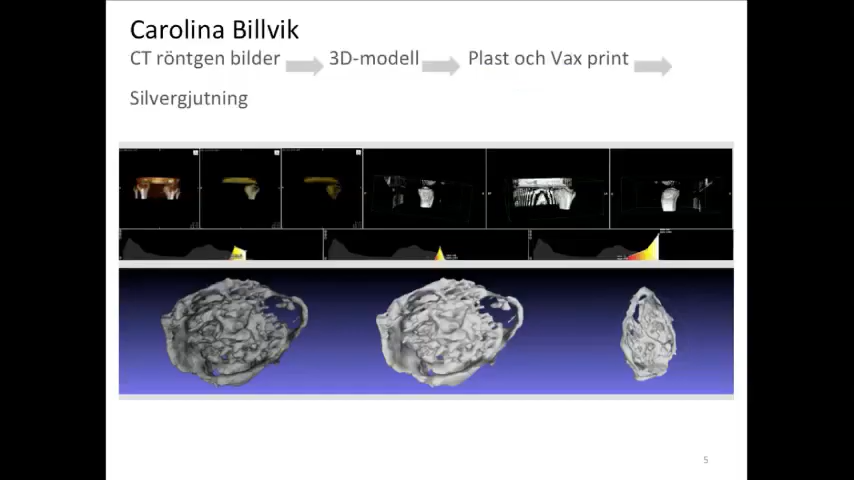 Carolina Billvik
CT röntgen bilder 3D-modell Plast och Vax print
Silvergjutning
5